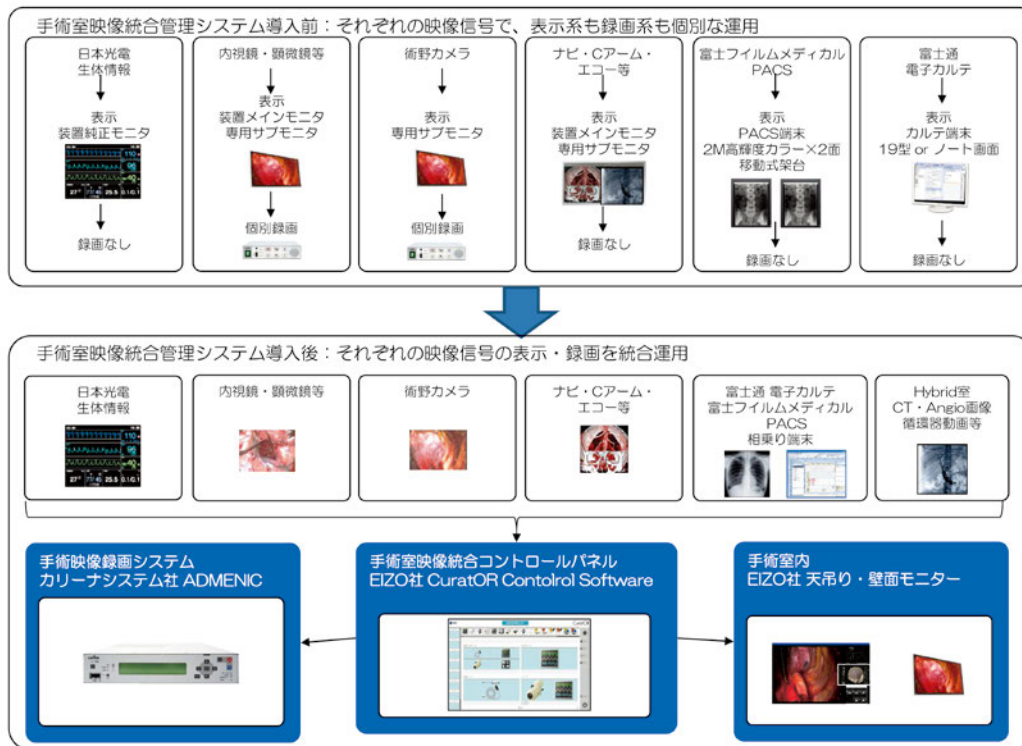 手術室映像統合管理システム導入前：それぞれの映像信号で、表示系も録画系も個別な運用
日本光電
生体情報
表示
装置純正モニタ
録画なし
内視鏡・顕微鏡等
表示
装置メインモニタ
専用サブモニタ
個別録画
術野カメラ
表示
専用サブモニタ
個別録画
ナビ・Cアーム・
エコー等
表示
装置メインモニタ
専用サブモニタ
録画なし
富士フイルムメディカル
PACS
表示
PACS端末
2M高輝度カラー×2面
移動式架台
録画なし
富士通
電子カルテ
表示
カルテ端末
19型 or ノート画面
録画なし
手術室映像統合管理システム導入後：それぞれの映像信号の表示・録画を統合運用
日本光電
生体情報
内視鏡・顕微鏡等
術野カメラ
ナビ・Cアーム・
エコー等
富士通 電子カルテ
富士フイルムメディカル
PACS
相乗り端末
Hybrid室
CT・Angio画像
循環器動画等
手術映像録画システム
カリーナシステム社 ADMENIC
手術室映像統合コントロールパネル
EIZO社 CuratOR Contolrol Software
手術室内
EIZO社 天吊り・壁面モニター